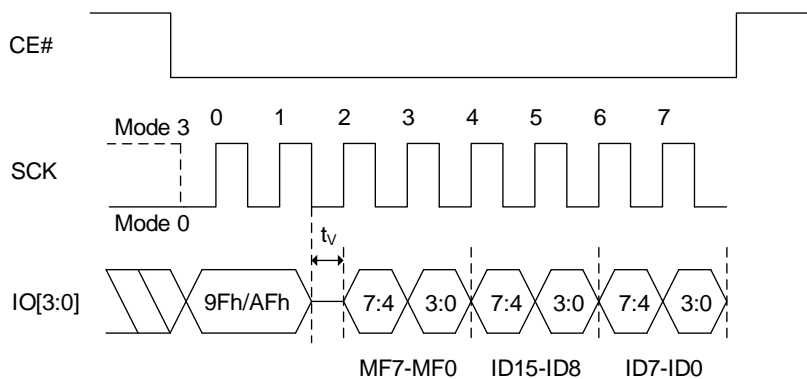 CE#
0 1 2 3 4 5 6 7
Mode 3
SCK
Mode 0
tV
IO[3:0] 9Fh/AFh 7:4 3:0 7:4 3:0 7:4 3:0
MF7-MF0 ID15-ID8 ID7-ID0